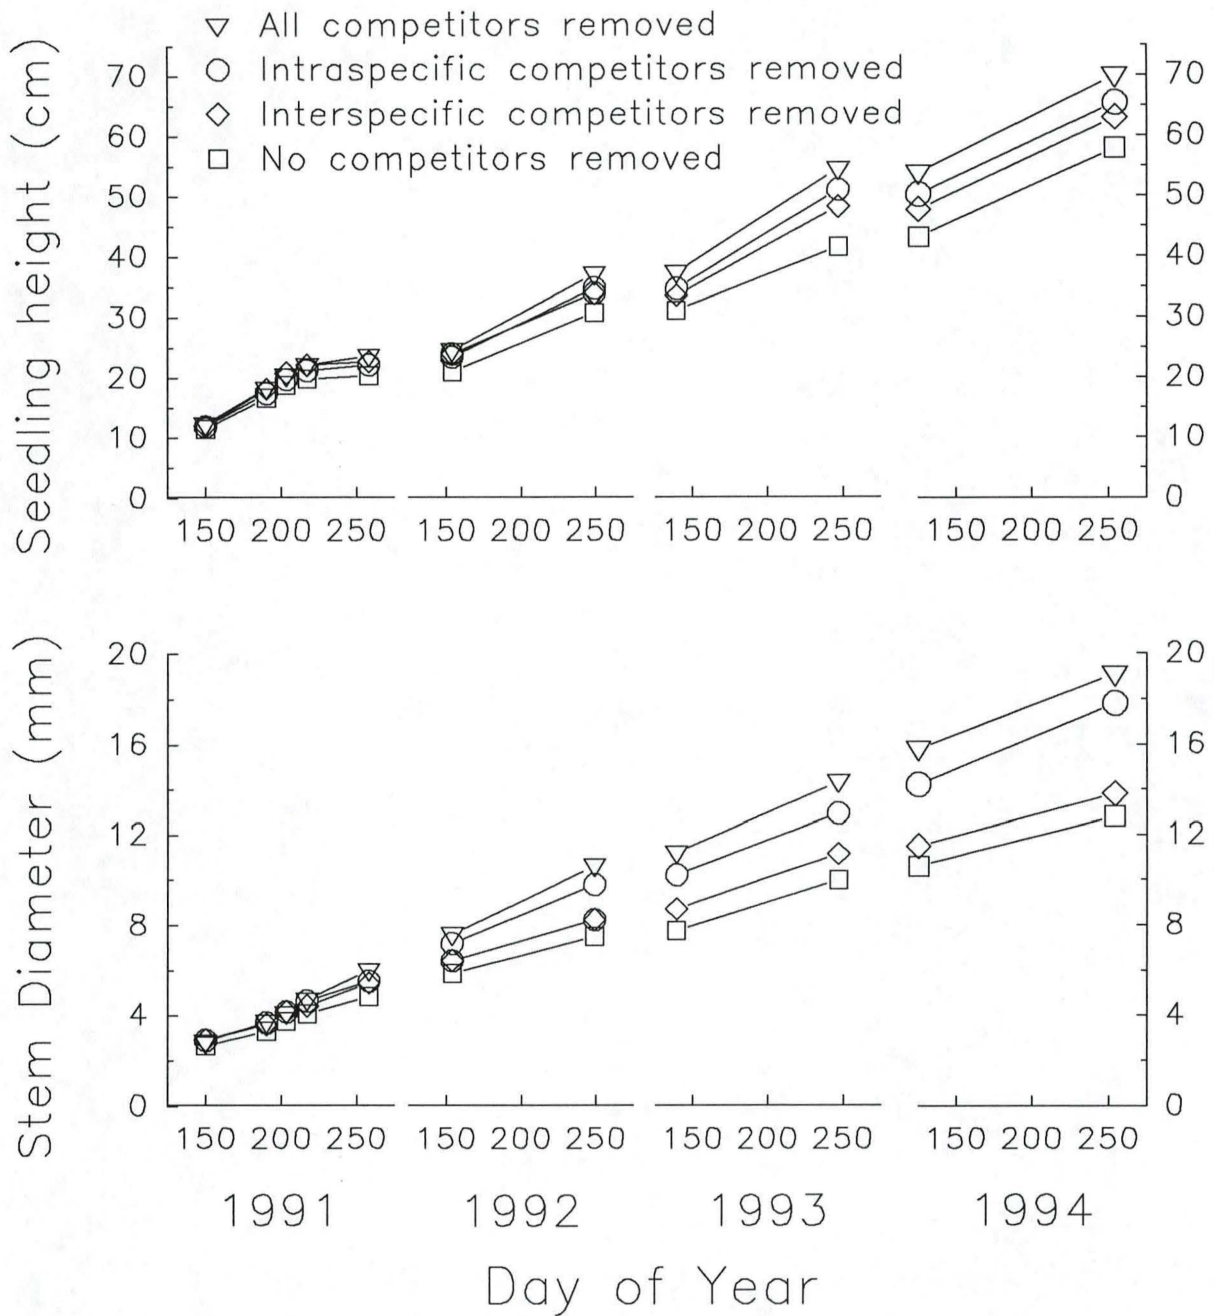 All competitors removed
Intraspecific competitors removed
Interspecific competitors removed
No competitors removed
Seedling height (cm)
70
60
50
40
30
20
10
0
70
60
50
40
30
20
10
0
150 200 250
150 200 250
150 200 250
150 200 250
Stem Diameter (mm)
20
16
12
8
4
0
20
16
12
8
4
0
150 200 250
150 200 250
150 200 250
150 200 250
1991
1992
1993
1994
Day of Year